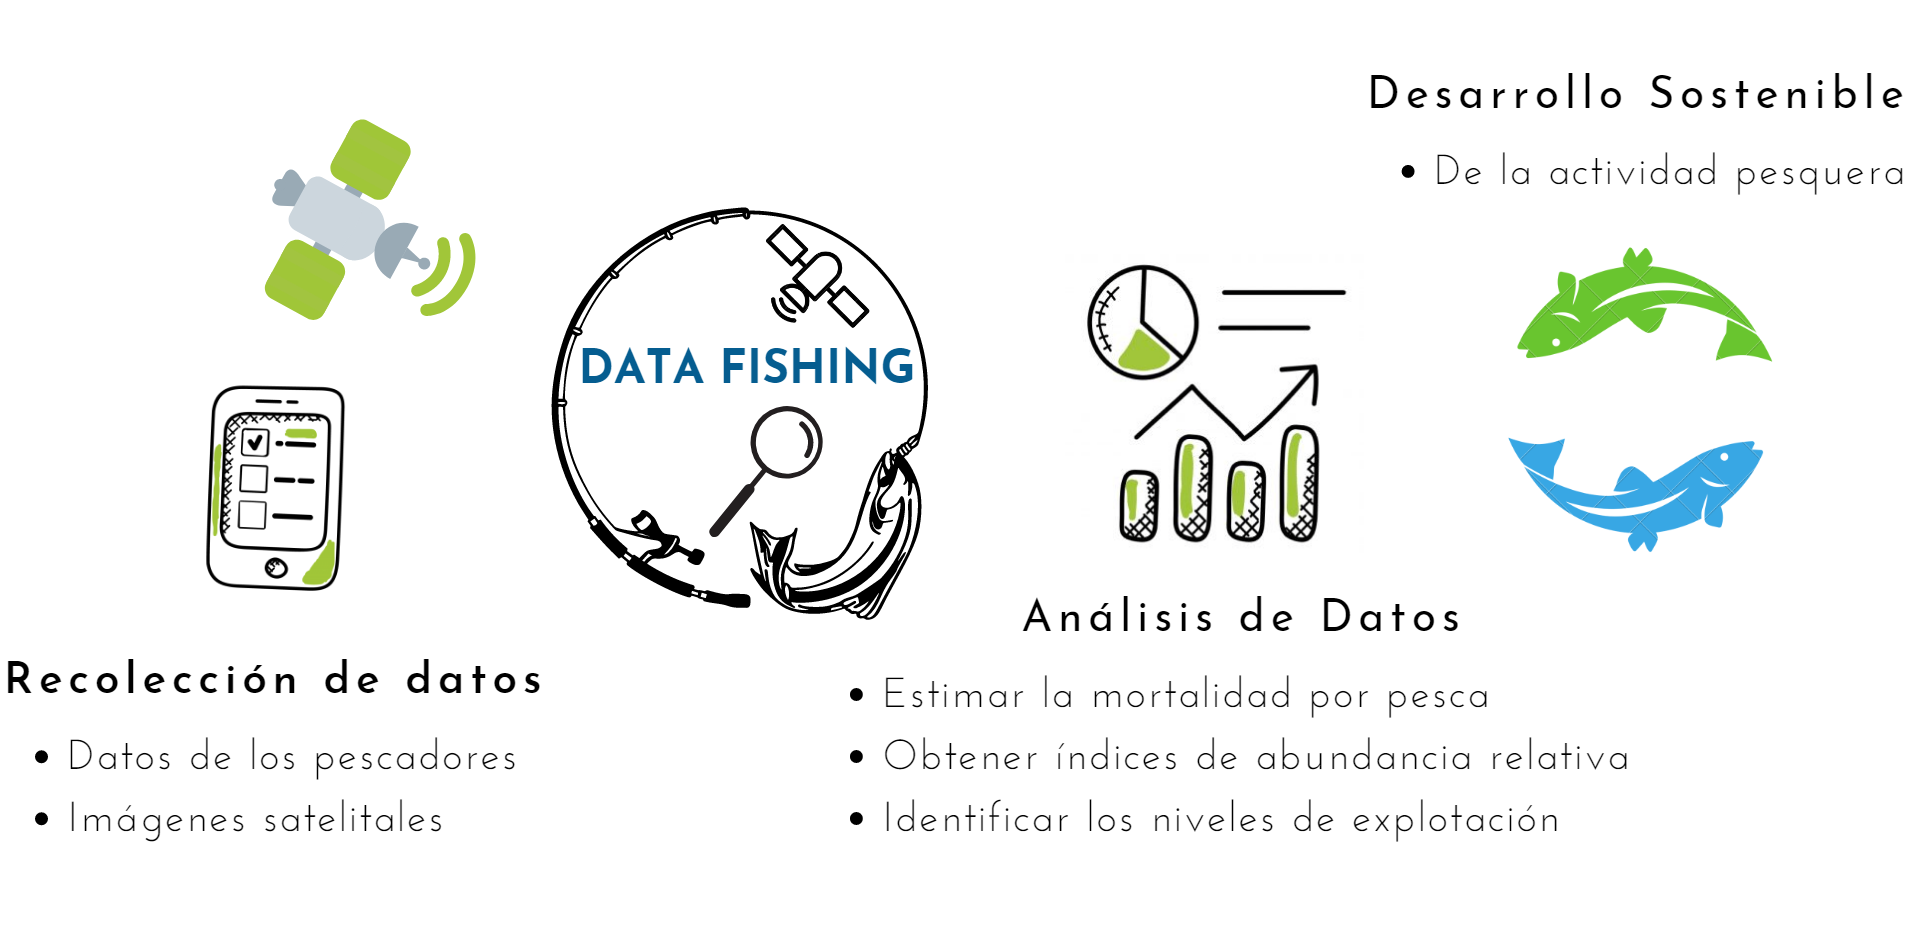 Desarrollo Sostenible
• De la actividad pesquera
DATA FISHING
Recolección de datos
• Datos de los pescadores
• Imágenes satelitales
Análisis de Datos
• Estimar la mortalidad por pesca
• Obtener índices de abundancia relativa
• Identificar los niveles de explotación